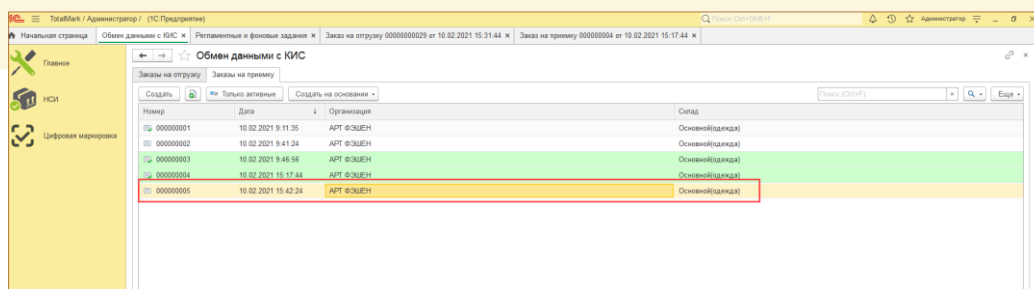 TotalMark / Администратор / (1С:Предприятие) Поиск Ctrl+Shift+F Администратор
Начальная страница Обмен данными с КИС × Регламентные и фоновые задания × Заказ на отгрузку 00000000029 от 10.02.2021 15:31:44 × Заказ на приемку 000000004 от 10.02.2021 15:17:44 ×
Главное
НСИ
Цифровая маркировка
Обмен данными с КИС
Заказы на отгрузку Заказы на приемку
Создать Только активные Создать на основании Поиск (Ctrl+F) × Еще
Номер Дата ↓ Организация Склад
000000001 10.02.2021 9:11:35 АРТ ФЭШЕН Основной(одежда)
000000002 10.02.2021 9:41:24 АРТ ФЭШЕН Основной(одежда)
000000003 10.02.2021 9:46:56 АРТ ФЭШЕН Основной(одежда)
000000004 10.02.2021 15:17:44 АРТ ФЭШЕН Основной(одежда)
000000005 10.02.2021 15:42:24 АРТ ФЭШЕН Основной(одежда)